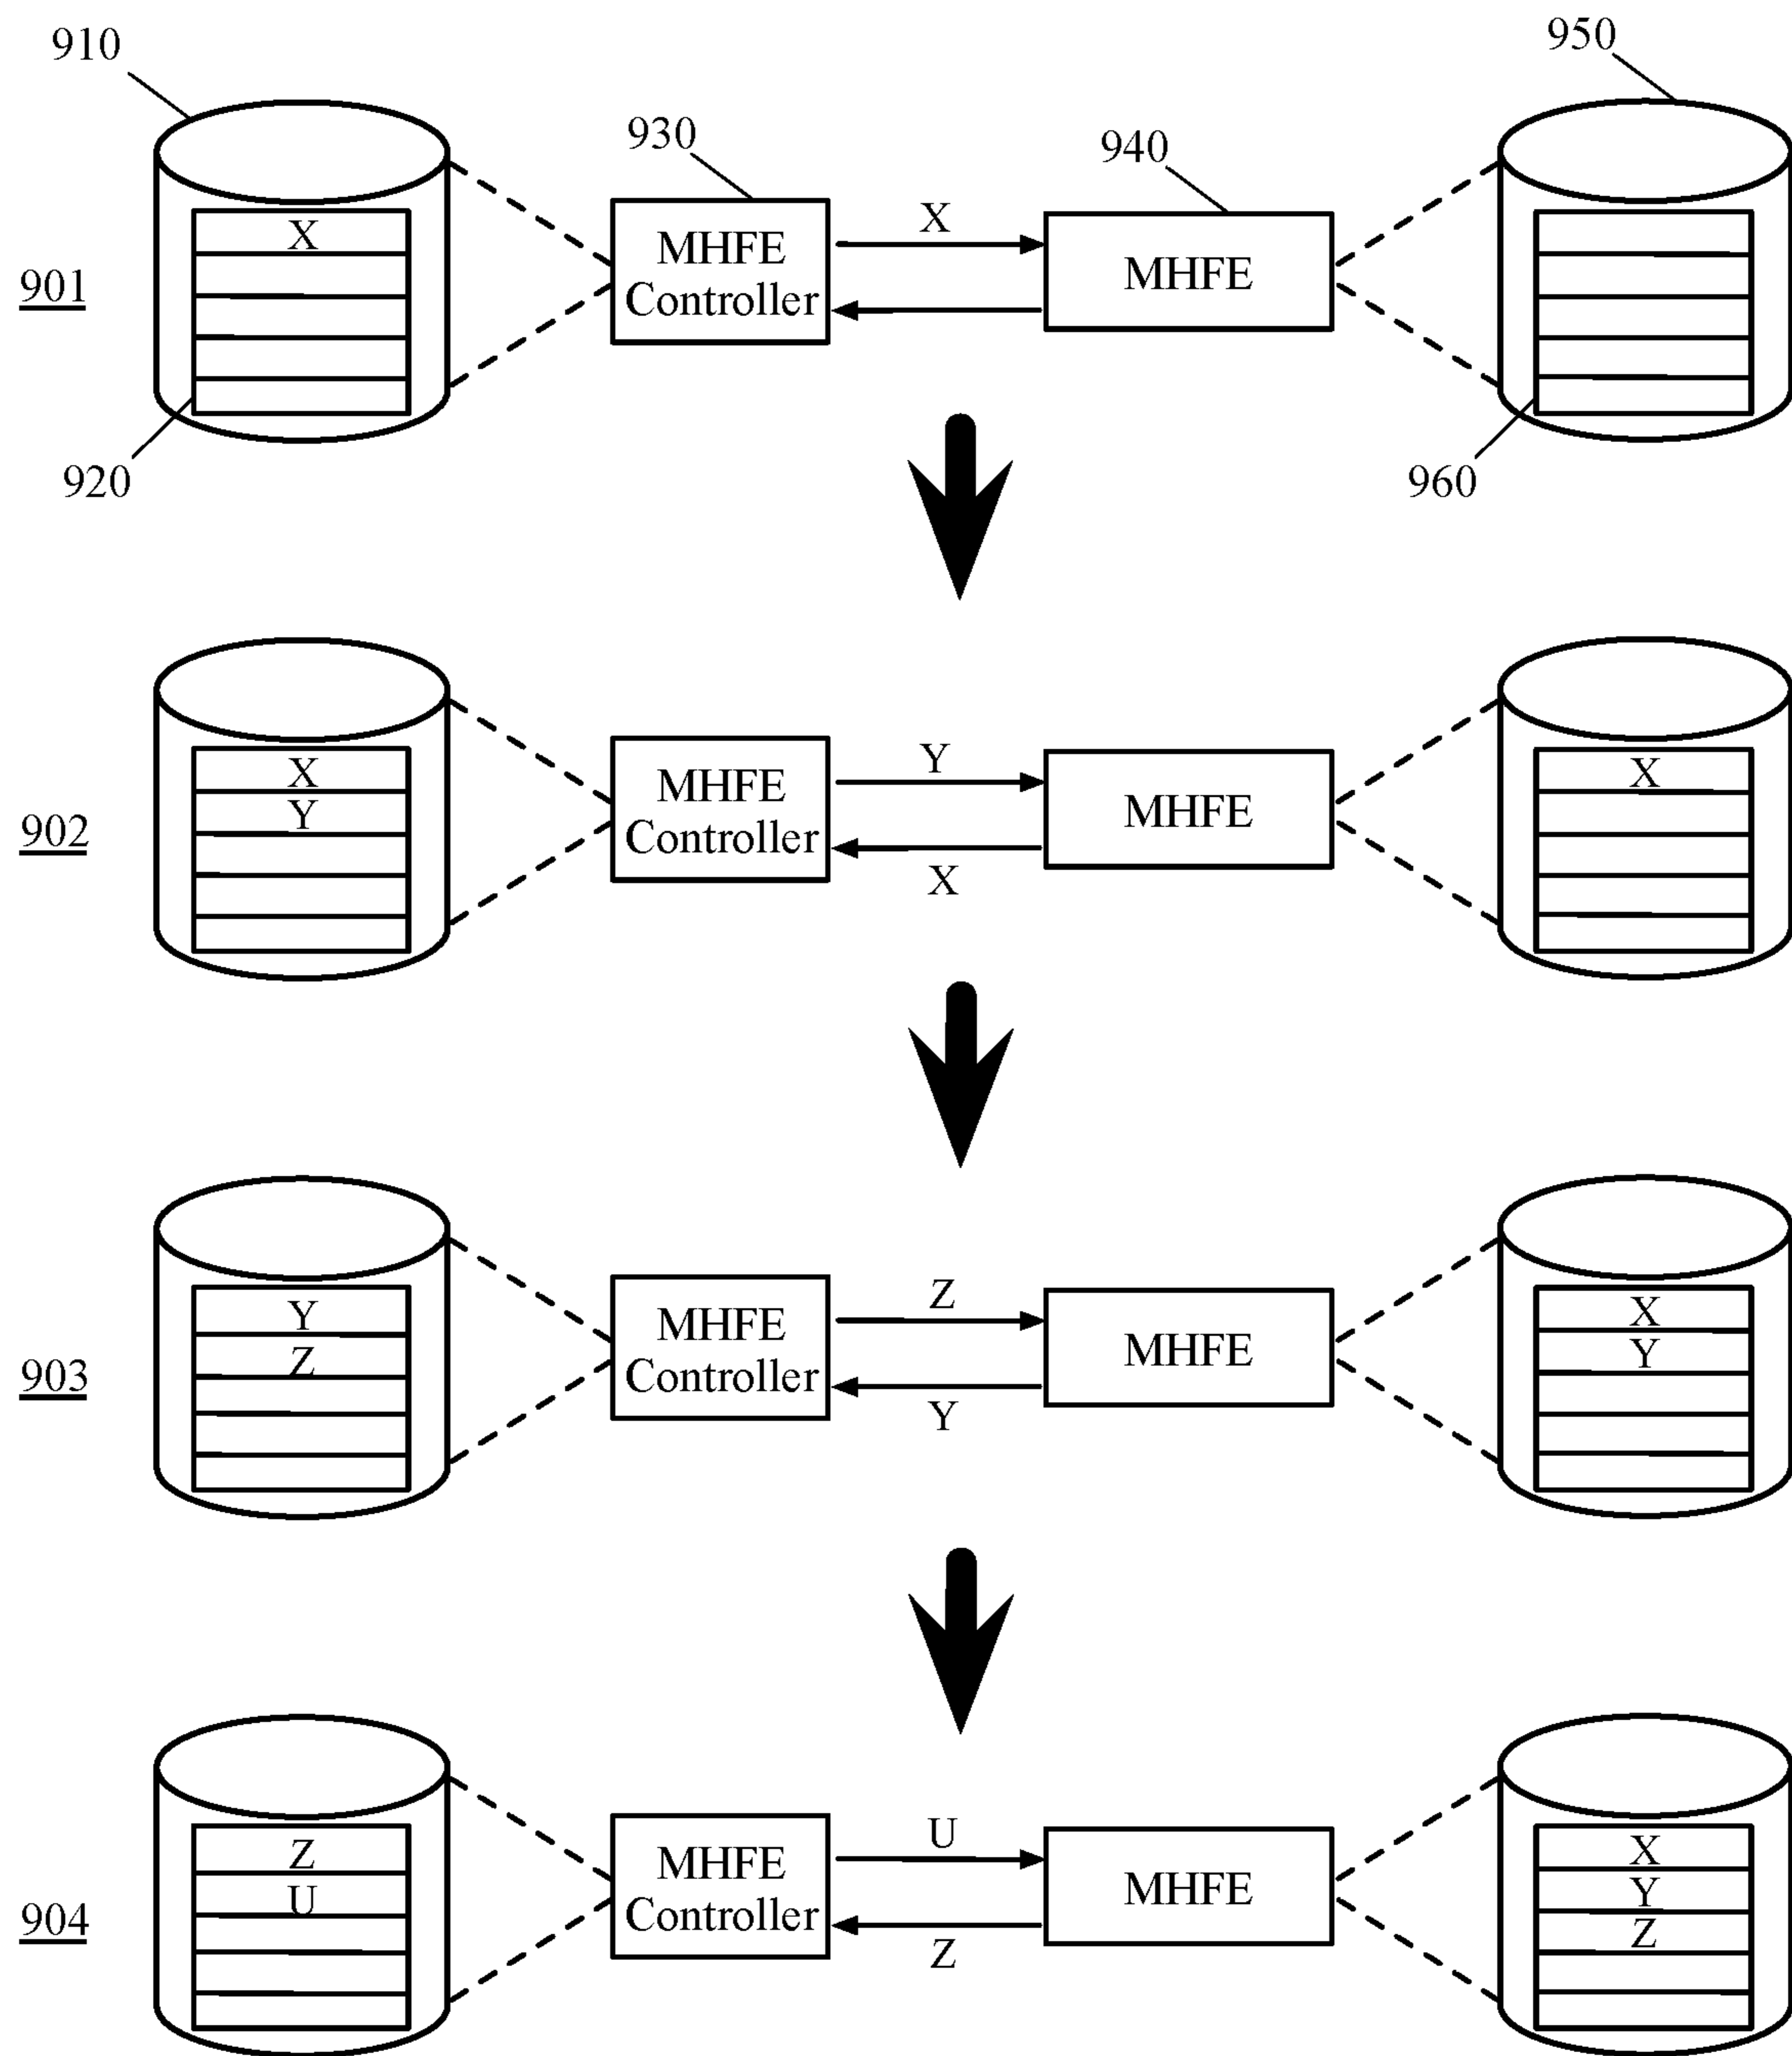 910
950
930
940
X
X
MHFE
Controller
MHFE
901
920
960
X
Y
Y
MHFE
Controller
X
MHFE
X
902
Y
Z
Z
MHFE
Controller
Y
MHFE
X
Y
903
Z
U
U
MHFE
Controller
Z
MHFE
X
Y
Z
904